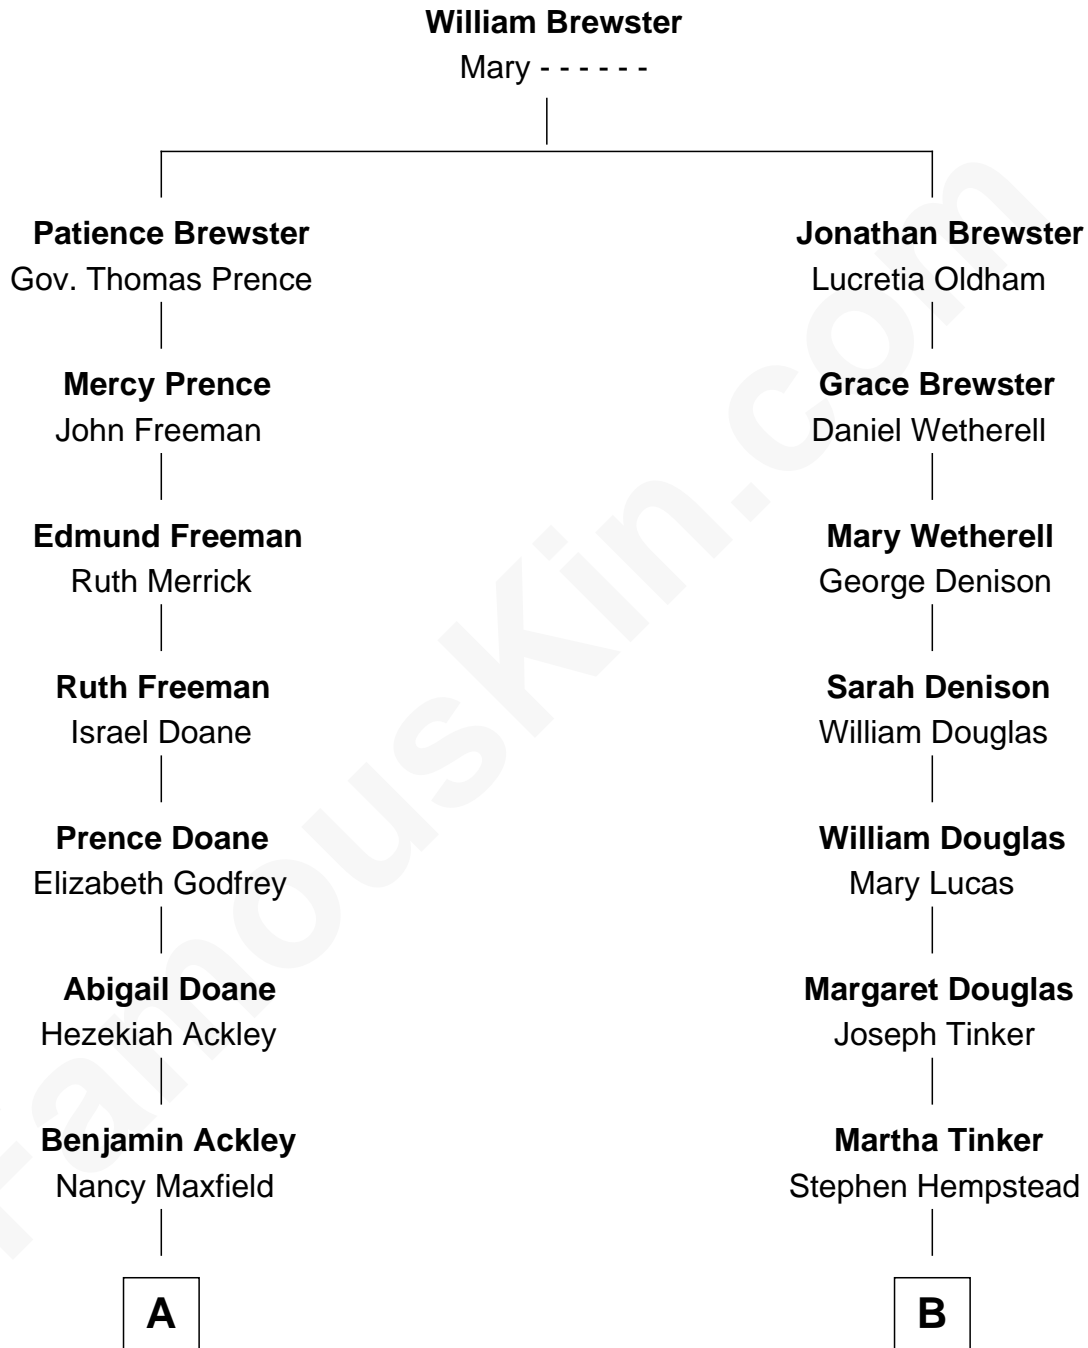 William Brewster
Mary - - - - - -
Patience Brewster
Gov. Thomas Prence
Jonathan Brewster
Lucretia Oldham
Mercy Prence
John Freeman
Grace Brewster
Daniel Wetherell
Edmund Freeman
Ruth Merrick
Mary Wetherell
George Denison
Ruth Freeman
Israel Doane
Sarah Denison
William Douglas
Prence Doane
Elizabeth Godfrey
William Douglas
Mary Lucas
Abigail Doane
Hezekiah Ackley
Margaret Douglas
Joseph Tinker
Benjamin Ackley
Nancy Maxfield
Martha Tinker
Stephen Hempstead
A
B
FamousKin.com